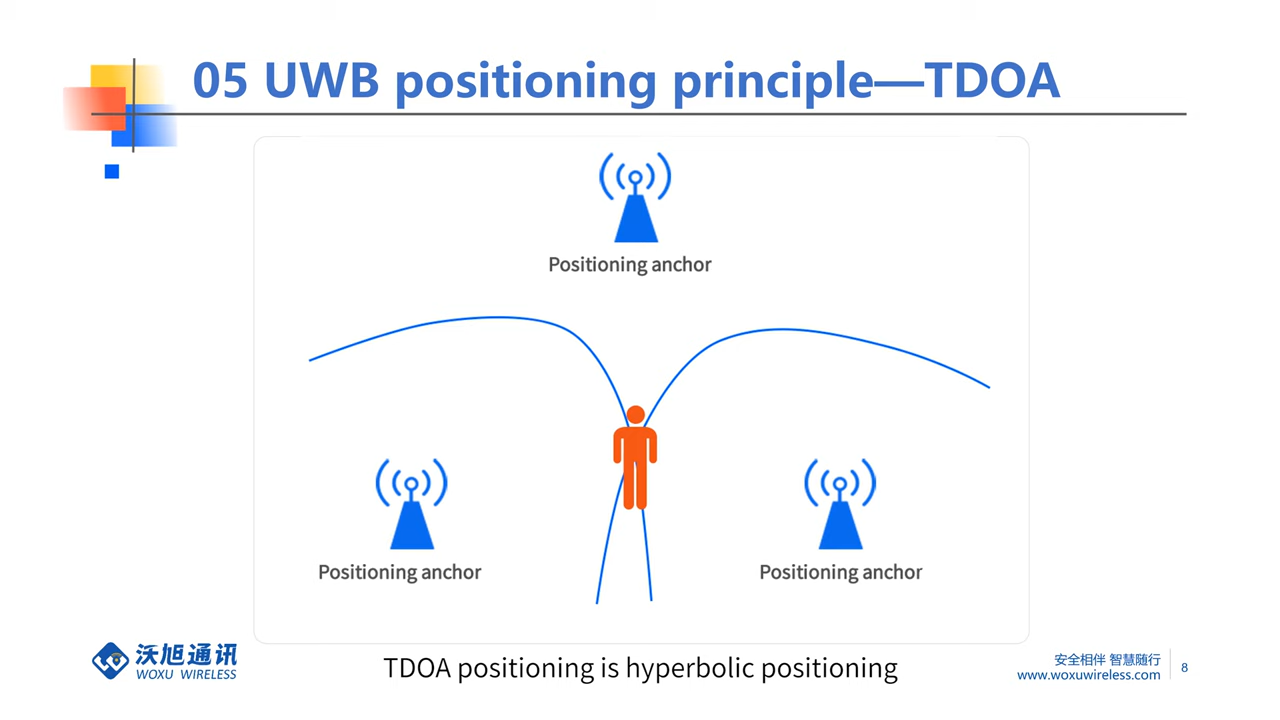 05 UWB positioning principle—TDOA
Positioning anchor
Positioning anchor
Positioning anchor
TDOA positioning is hyperbolic positioning
沃旭通讯
WOXU WIRELESS
安全相伴 智慧随行
www.woxuwireless.com
8